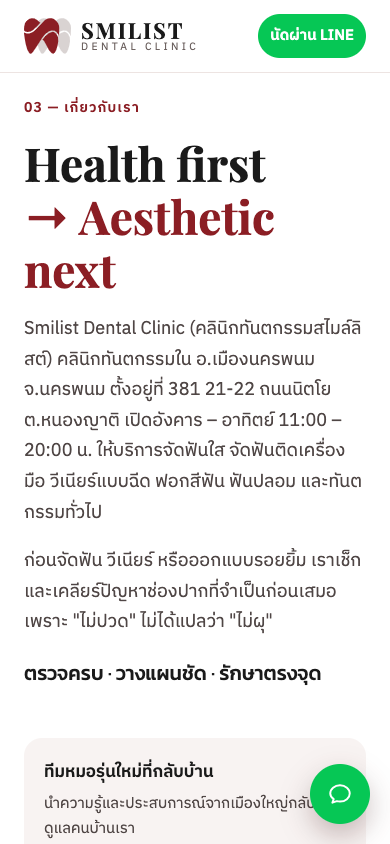 SMILIST
DENTAL CLINIC
นัดผ่าน LINE
03 — เกี่ยวกับเรา
Health first
→ Aesthetic
next
Smilist Dental Clinic (คลินิกทันตกรรมสไมล์ลิ
สต์) คลินิกทันตกรรมใน อ.เมืองนครพนม
จ.นครพนม ตั้งอยู่ที่ 381 21-22 ถนนนิตโย
ต.หนองญาติ เปิดอังคาร – อาทิตย์ 11:00 –
20:00 น. ให้บริการจัดฟันใส จัดฟันติดเครื่อง
มือ วีเนียร์แบบฉีด ฟอกสีฟัน ฟันปลอม และทันต
กรรมทั่วไป
ก่อนจัดฟัน วีเนียร์ หรือออกแบบรอยยิ้ม เราเช็ก
และเคลียร์ปัญหาช่องปากที่จำเป็นก่อนเสมอ
เพราะ "ไม่ปวด" ไม่ได้แปลว่า "ไม่ผุ"
ตรวจครบ · วางแผนชัด · รักษาตรงจุด
ทีมหมอรุ่นใหม่ที่กลับบ้าน
นำความรู้และประสบการณ์จากเมืองใหญ่
ดูแลคนบ้านเรา